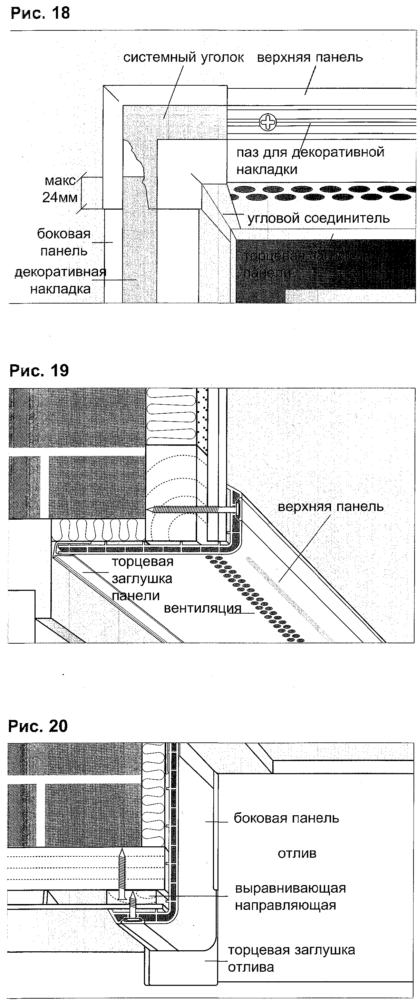 Рис. 18
системный уголок верхняя панель
паз для декоративной
накладки
макс
24мм
угловой соединитель
боковая
панель
торцевая заглушка
панели
декоративная
накладка
Рис. 19
верхняя панель
торцевая
заглушка
панели
вентиляция
Рис. 20
боковая панель
отлив
выравнивающая
направляющая
торцевая заглушка
отлива